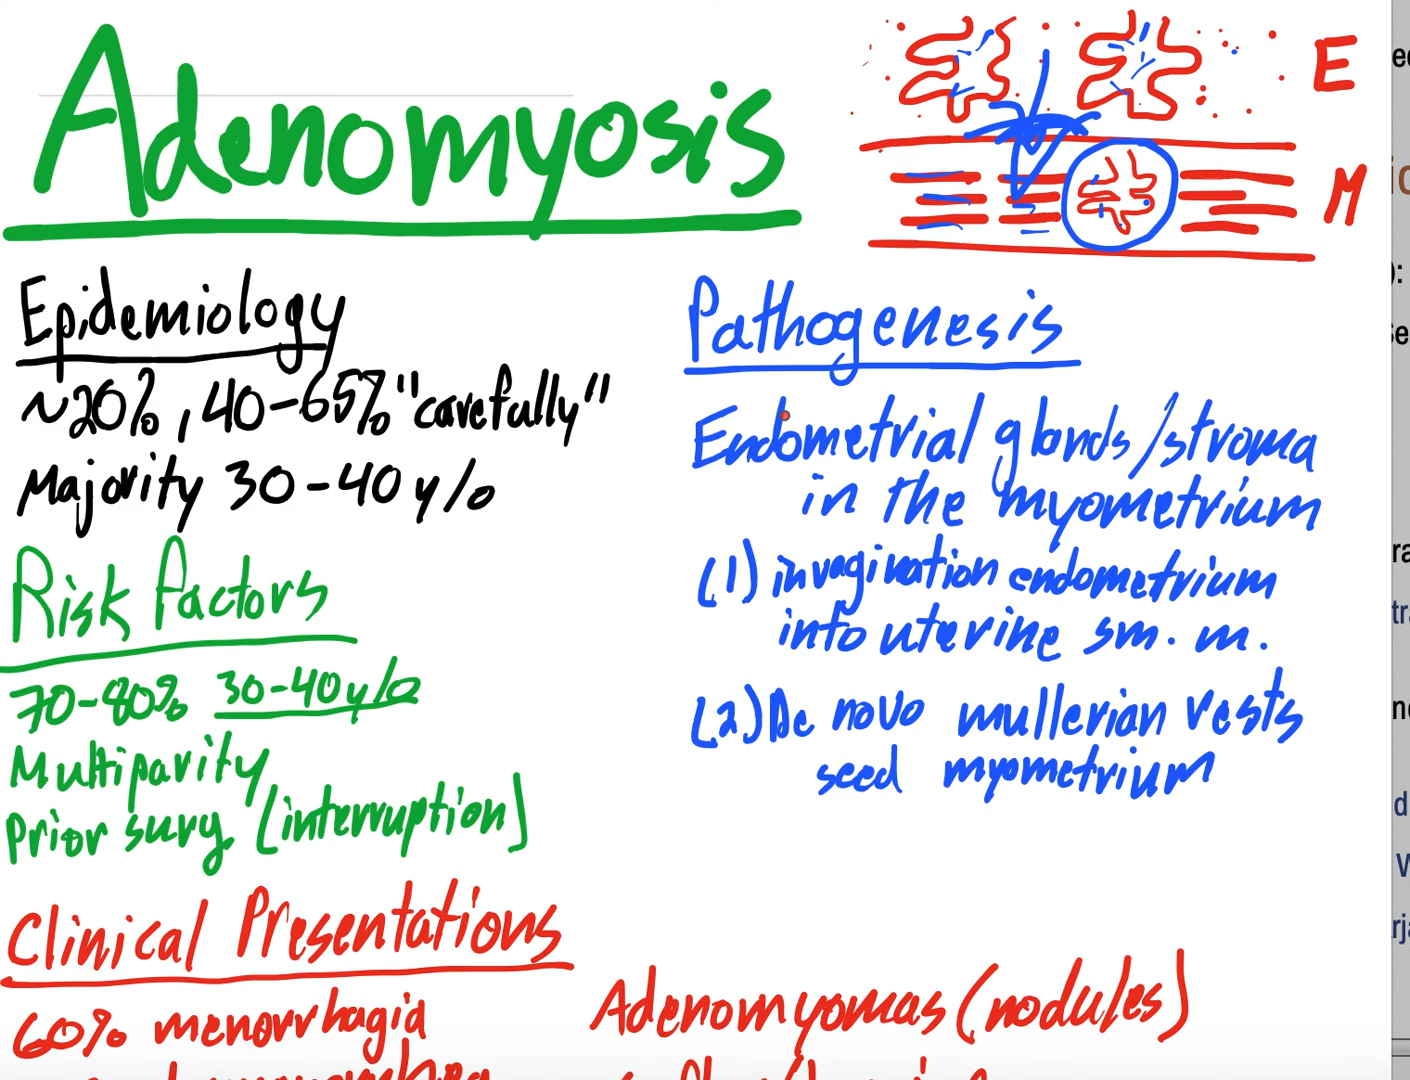 Adenomyosis
E
M
Epidemiology
~20%, 40-65% "carefully"
Majority 30-40 y/o
Risk Factors
70-80% 30-40 y/o
Multiparity
Prior surg. (interruption)
Clinical Presentations
60% menorrhagia
Pathogenesis
Endometrial glands/stroma
in the myometrium
(1) invagination endometrium
into uterine sm. m.
(2) De novo mullerian rests
seed myometrium
Adenomyomas (nodules)